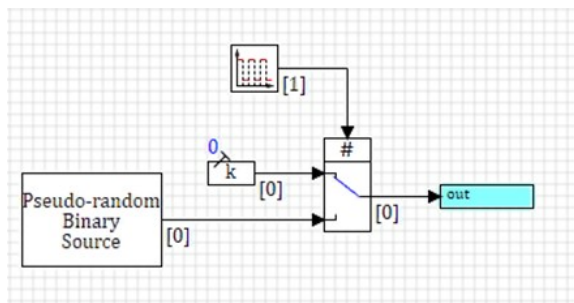 [1]
#
0
k
[0]
out
[0]
Pseudo-random
Binary
Source
[0]